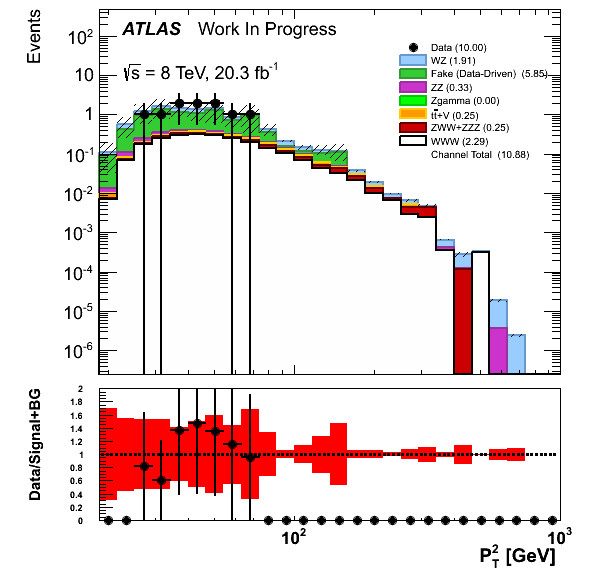 Events
ATLAS Work In Progress
√s = 8 TeV, 20.3 fb⁻¹
Data (10.00)
WZ (1.91)
Fake (Data-Driven) (5.85)
ZZ (0.33)
Zgamma (0.00)
tt̄+V (0.25)
ZWW+ZZZ (0.25)
WWW (2.29)
Channel Total (10.88)
10²
10
1
10⁻¹
10⁻²
10⁻³
10⁻⁴
10⁻⁵
10⁻⁶
Data/Signal+BG
2
1.8
1.6
1.4
1.2
1
0.8
0.6
0.4
0.2
0
10² 10³
P_T² [GeV]